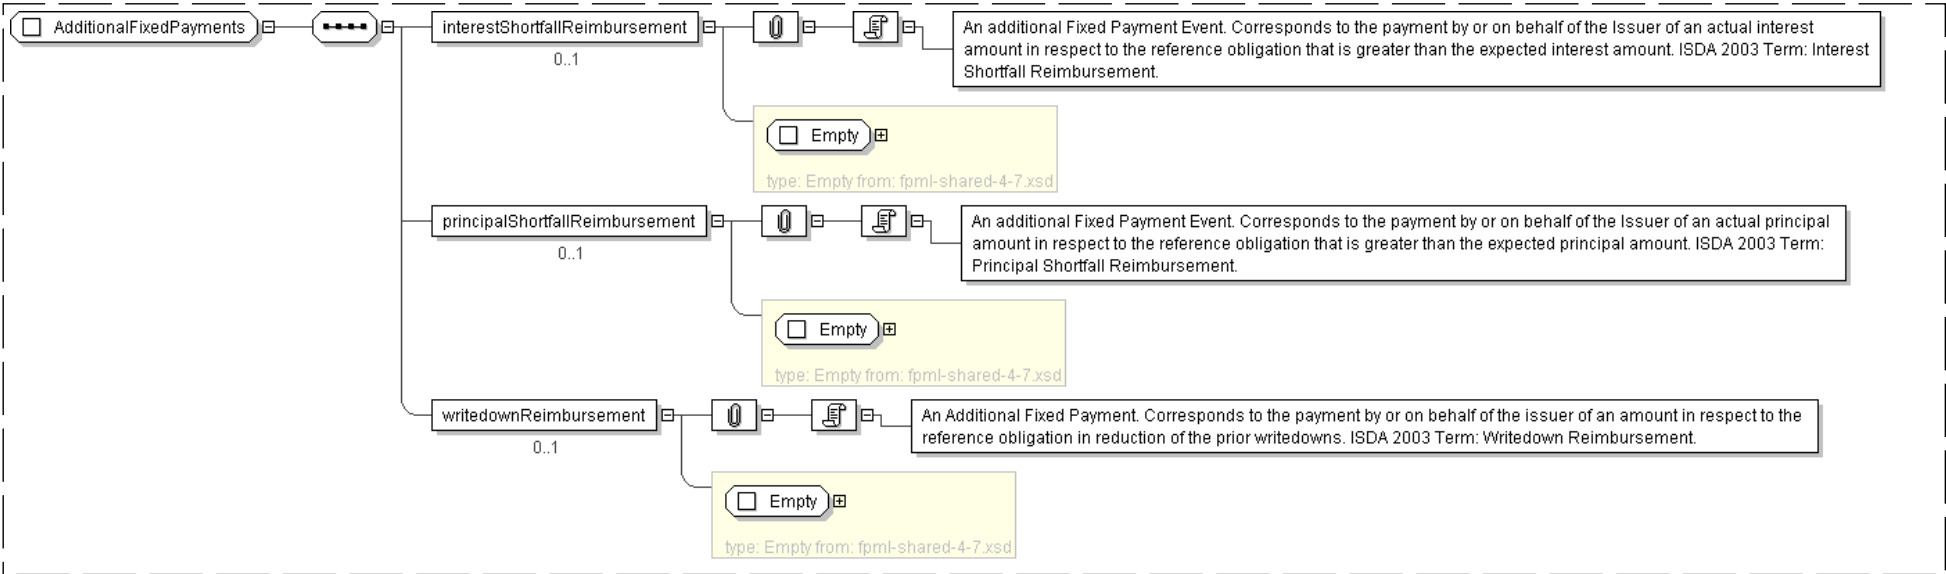 AdditionalFixedPayments
interestShortfallReimbursement
0..1
An additional Fixed Payment Event. Corresponds to the payment by or on behalf of the Issuer of an actual interest
amount in respect to the reference obligation that is greater than the expected interest amount. ISDA 2003 Term: Interest
Shortfall Reimbursement.
Empty
type: Empty from: fpml-shared-4-7.xsd
principalShortfallReimbursement
0..1
An additional Fixed Payment Event. Corresponds to the payment by or on behalf of the Issuer of an actual principal
amount in respect to the reference obligation that is greater than the expected principal amount. ISDA 2003 Term:
Principal Shortfall Reimbursement.
Empty
type: Empty from: fpml-shared-4-7.xsd
writedownReimbursement
0..1
An Additional Fixed Payment. Corresponds to the payment by or on behalf of the issuer of an amount in respect to the
reference obligation in reduction of the prior writedowns. ISDA 2003 Term: Writedown Reimbursement.
Empty
type: Empty from: fpml-shared-4-7.xsd